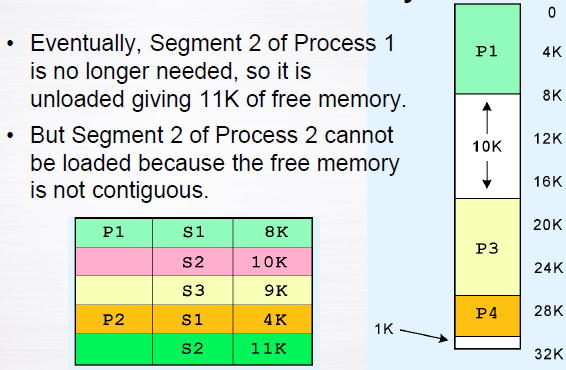 • Eventually, Segment 2 of Process 1
is no longer needed, so it is
unloaded giving 11K of free memory.
• But Segment 2 of Process 2 cannot
be loaded because the free memory
is not contiguous.
P1 S1 8K
S2 10K
S3 9K
P2 S1 4K
S2 11K
0
P1 4K
8K
10K 12K
16K
20K
P3
24K
P4 28K
1K
32K